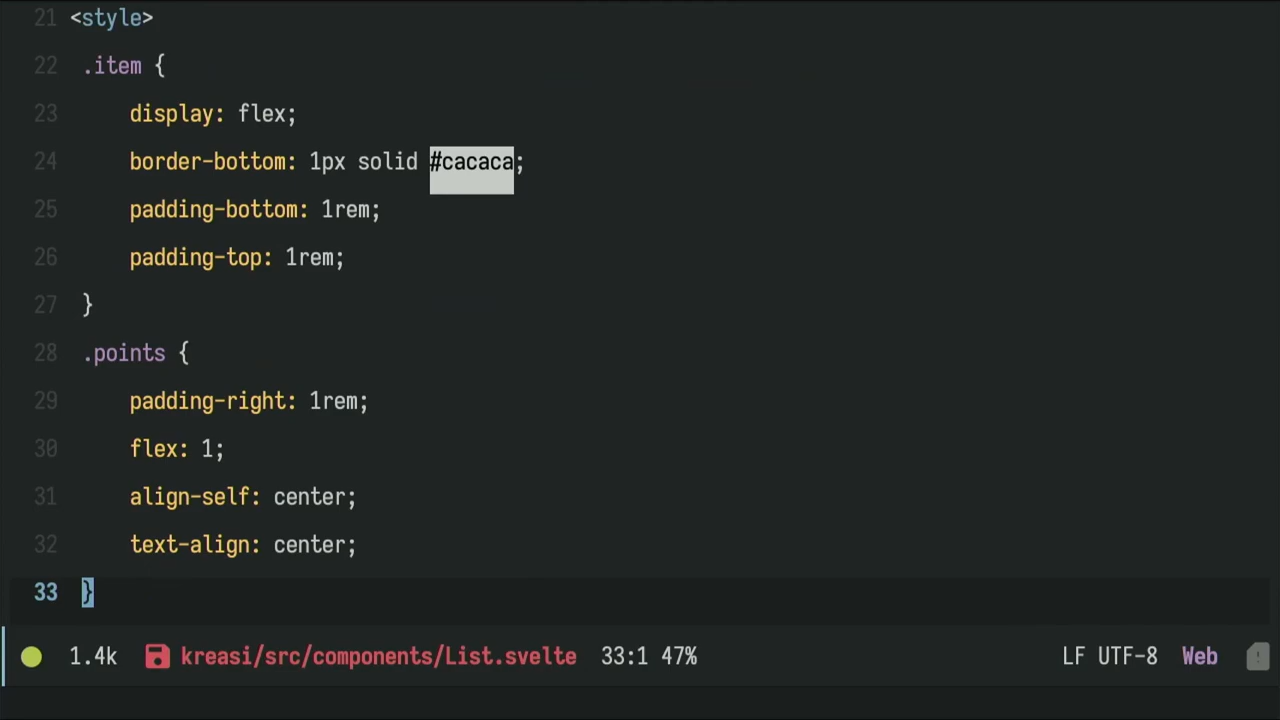 21 <style>
22 .item {
23 display: flex;
24 border-bottom: 1px solid #cacaca;
25 padding-bottom: 1rem;
26 padding-top: 1rem;
27 }
28 .points {
29 padding-right: 1rem;
30 flex: 1;
31 align-self: center;
32 text-align: center;
33 }
1.4k kreasi/src/components/List.svelte 33:1 47% LF UTF-8 Web